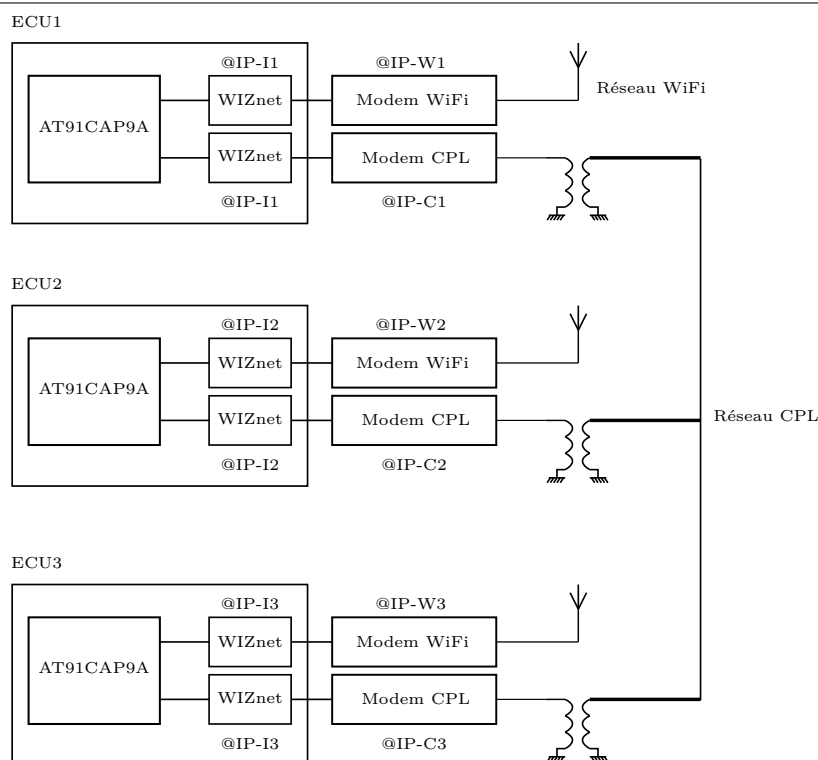 ECU1
@IP-I1
@IP-W1
AT91CAP9A
WIZnet
Modem WiFi
Réseau WiFi
WIZnet
Modem CPL
@IP-I1
@IP-C1
ECU2
@IP-I2
@IP-W2
AT91CAP9A
WIZnet
Modem WiFi
WIZnet
Modem CPL
Réseau CPL
@IP-I2
@IP-C2
ECU3
@IP-I3
@IP-W3
AT91CAP9A
WIZnet
Modem WiFi
WIZnet
Modem CPL
@IP-I3
@IP-C3